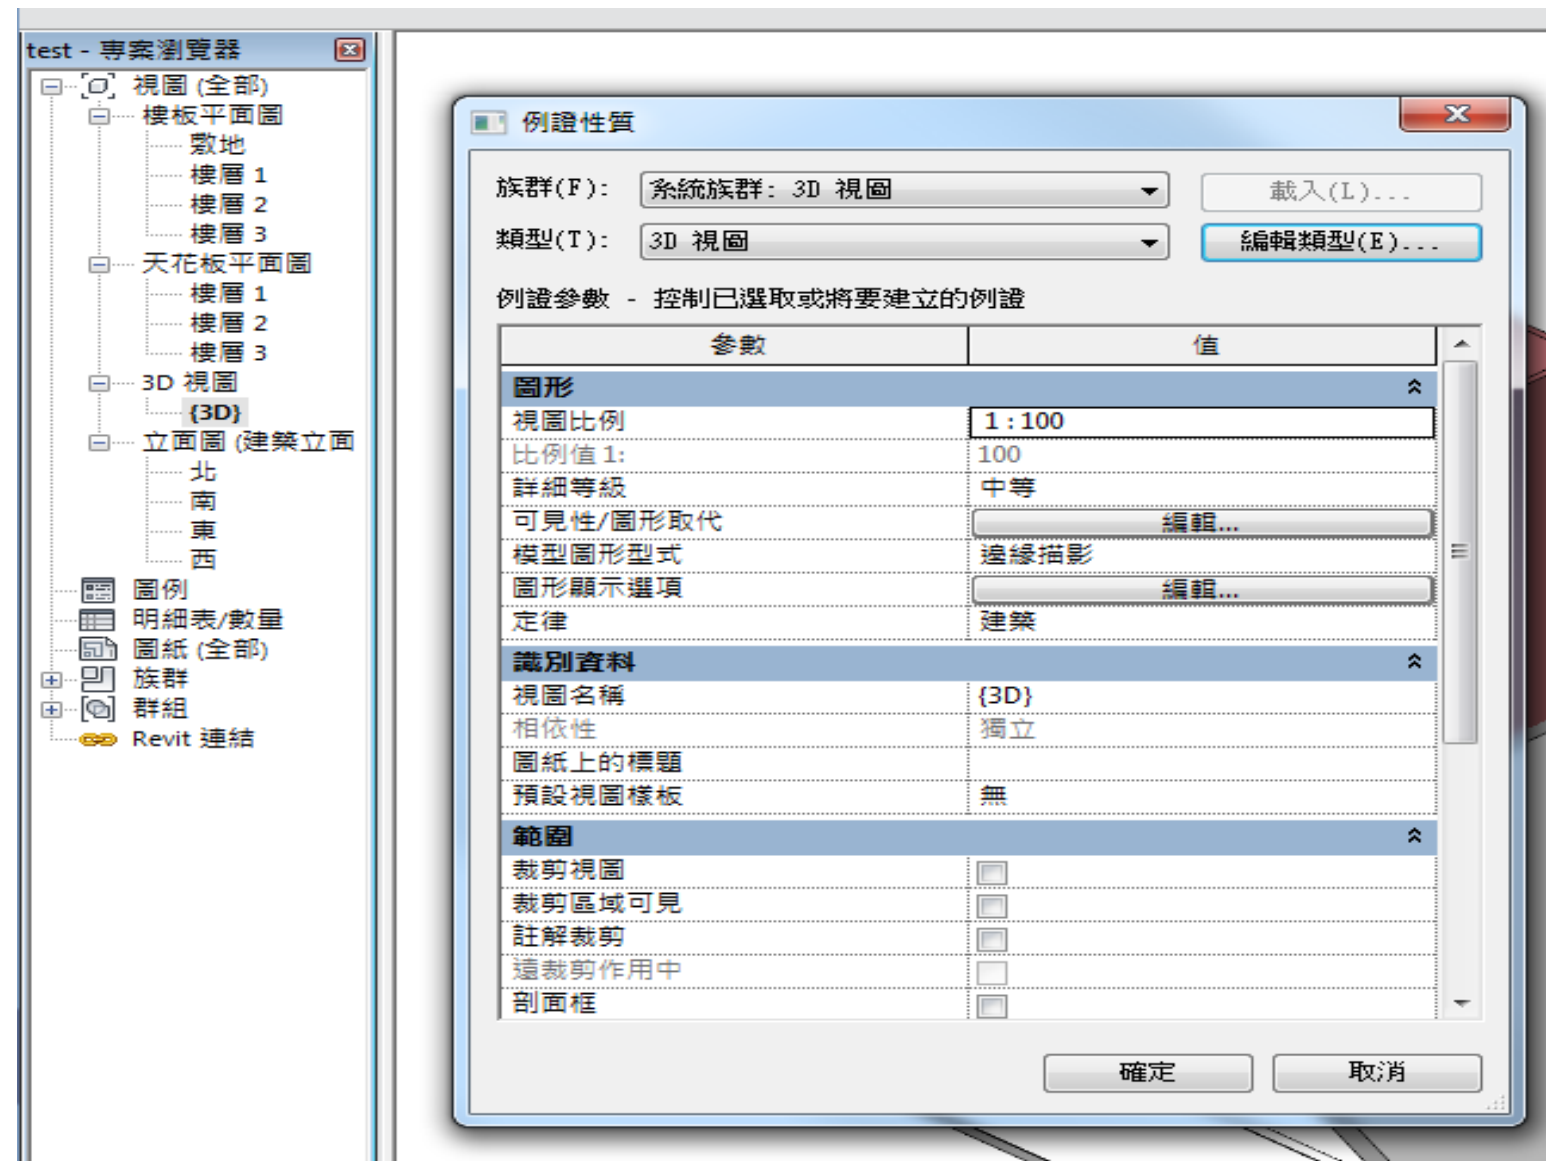 test - 專案瀏覽器
視圖 (全部)
樓板平面圖
敷地
樓層 1
樓層 2
樓層 3
天花板平面圖
樓層 1
樓層 2
樓層 3
3D 視圖
{3D}
立面圖 (建築立面
北
南
東
西
圖例
明細表/數量
圖紙 (全部)
族群
群組
Revit 連結
例證性質
族群(F): 系統族群: 3D 視圖 載入(L)...
類型(T): 3D 視圖 編輯類型(E)...
例證參數 - 控制已選取或將要建立的例證
參數 值
圖形
視圖比例 1 : 100
比例值 1: 100
詳細等級 中等
可見性/圖形取代 編輯...
模型圖形型式 邊緣描影
圖形顯示選項 編輯...
定律 建築
識別資料
視圖名稱 {3D}
相依性 獨立
圖紙上的標題
預設視圖樣板 無
範圍
裁剪視圖
裁剪區域可見
註解裁剪
遠裁剪作用中
剖面框
確定 取消